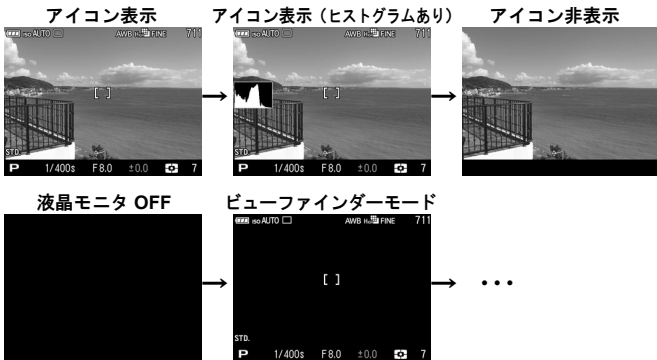 アイコン表示
アイコン表示（ヒストグラムあり）
アイコン非表示
ISO AUTO AWB FINE 711
STD.
P 1/400s F8.0 ±0.0 7
ISO AUTO AWB FINE 711
STD.
P 1/400s F8.0 ±0.0 7
液晶モニタ OFF
ビューファインダーモード
ISO AUTO AWB FINE 711
STD.
P 1/400s F8.0 ±0.0 7
・・・